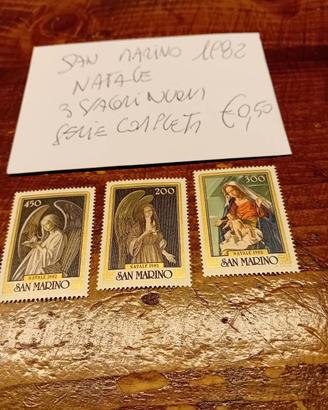 SAN MARINO 1982
NATALE
3 VALORI NUOVI
SERIE COMPLETA €0,50
450
NATALE 1982
SAN MARINO
200
NATALE 1982
SAN MARINO
300
NATALE 1982
SAN MARINO